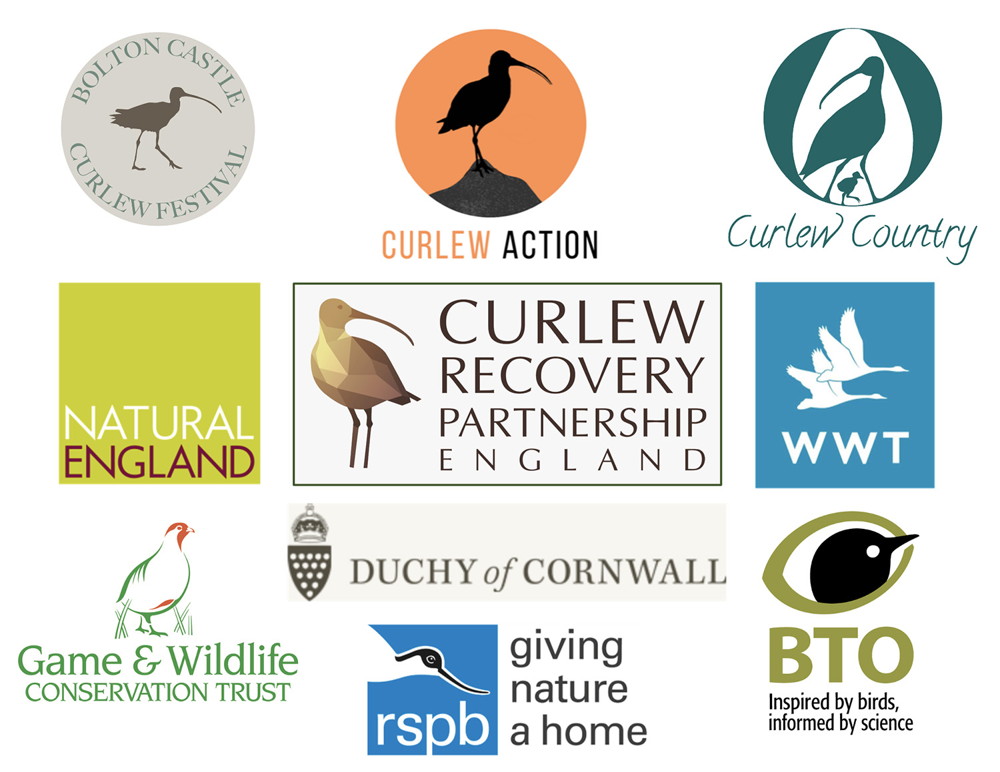 BOLTON CASTLE
CURLEW FESTIVAL
CURLEW ACTION
Curlew Country
NATURAL
ENGLAND
CURLEW
RECOVERY
PARTNERSHIP
ENGLAND
WWT
DUCHY of CORNWALL
Game & Wildlife
CONSERVATION TRUST
rspb
giving
nature
a home
BTO
Inspired by birds,
informed by science